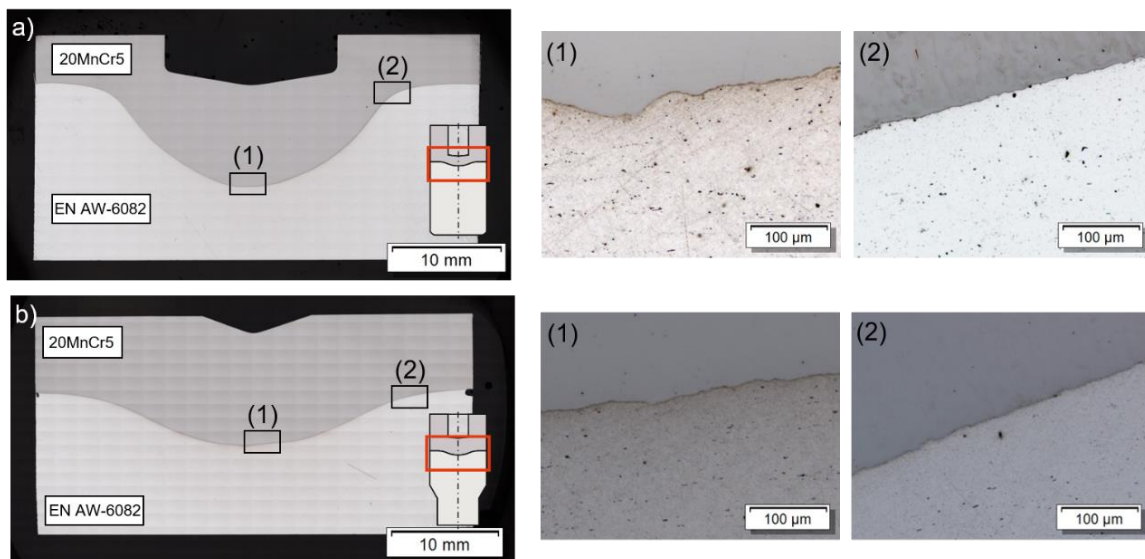 a)
20MnCr5
(2)
(1)
EN AW-6082
10 mm
(1)
100 µm
(2)
100 µm
b)
20MnCr5
(2)
(1)
EN AW-6082
10 mm
(1)
100 µm
(2)
100 µm